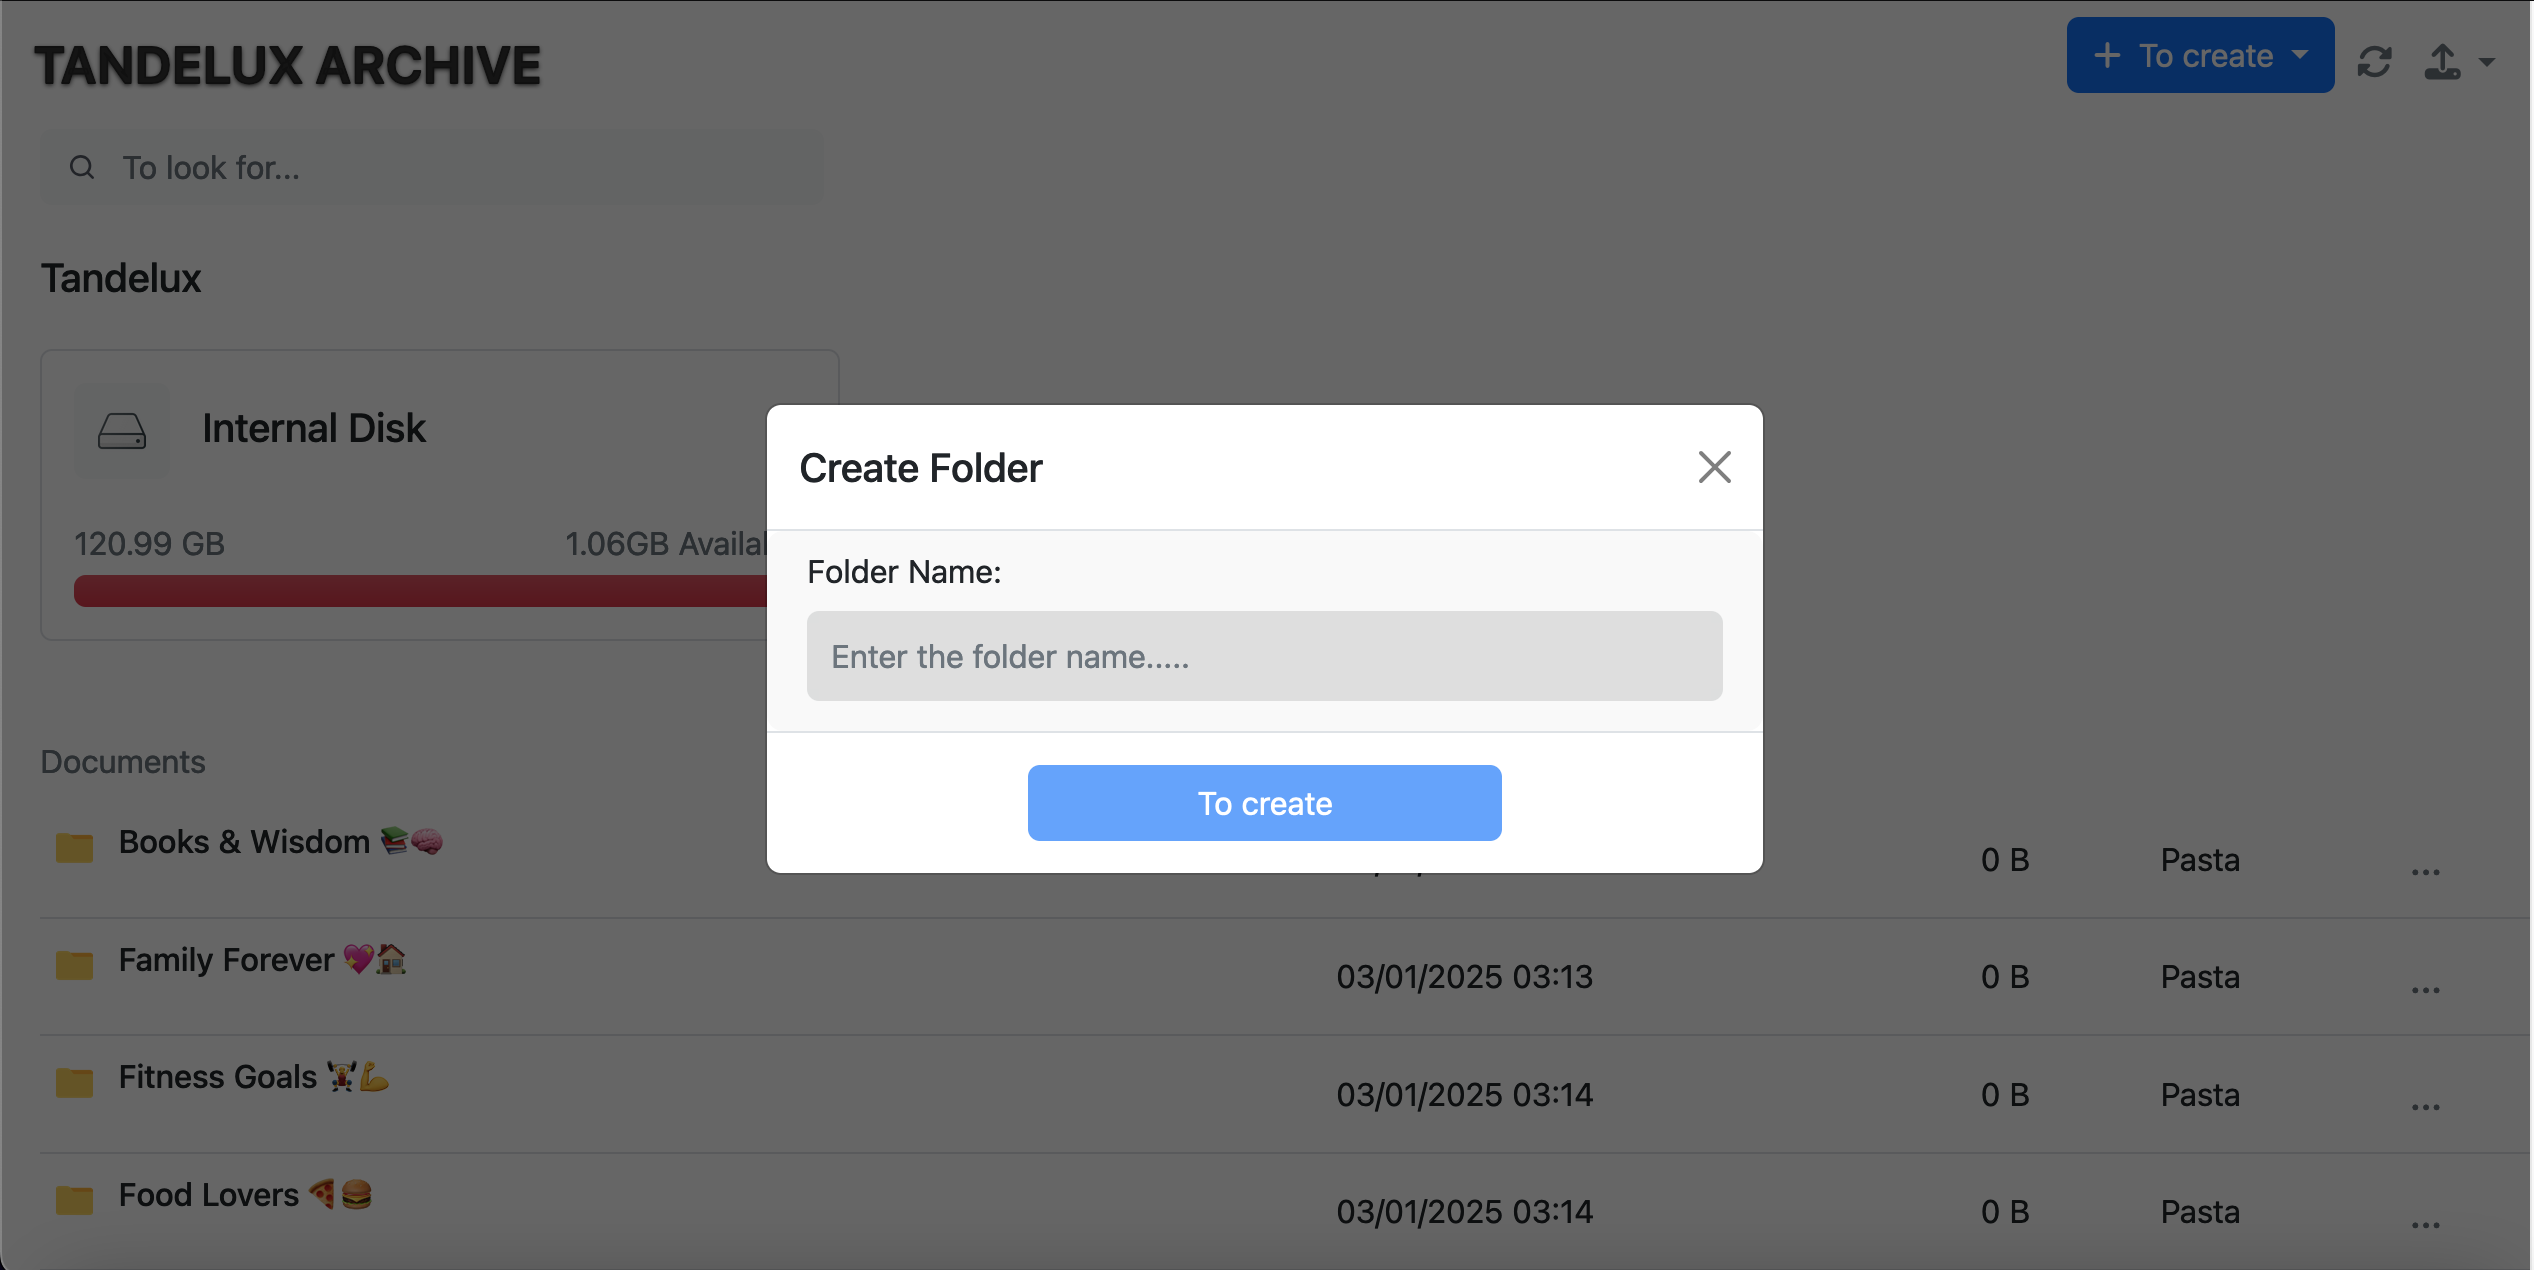 TANDELUX ARCHIVE
To create
To look for...
Tandelux
Internal Disk
120.99 GB
1.06GB
Create Folder
Folder Name:
Enter the folder name.....
To create
Documents
Books & Wisdom 📚🧠 0 B Pasta ...
Family Forever 💖🏠 03/01/2025 03:13 0 B Pasta ...
Fitness Goals 🏋️💪 03/01/2025 03:14 0 B Pasta ...
Food Lovers 🍕🍔 03/01/2025 03:14 0 B Pasta ...